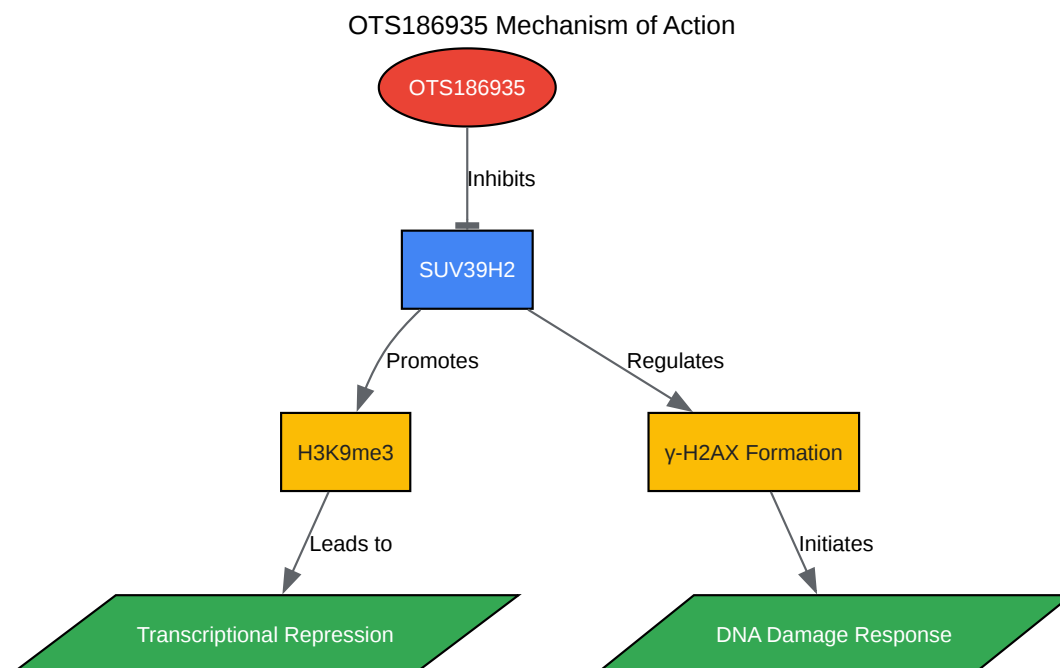 OTS186935 Mechanism of Action
OTS186935
Inhibits
SUV39H2
Promotes
Regulates
H3K9me3
γ-H2AX Formation
Leads to
Initiates
Transcriptional Repression
DNA Damage Response